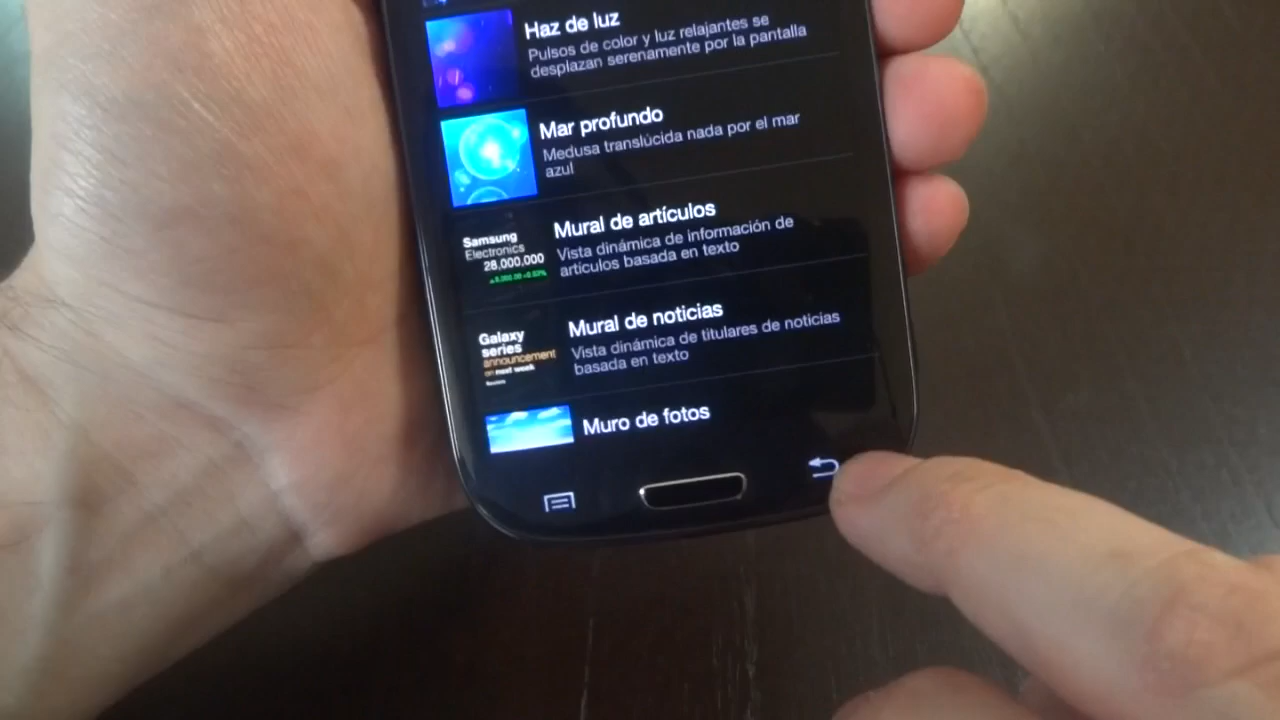 Haz de luz
Pulsos de color y luz relajantes se
desplazan serenamente por la pantalla
Mar profundo
Medusa translúcida nada por el mar
azul
Samsung
Electronics
28,000,000
Mural de artículos
Vista dinámica de información de
artículos basada en texto
Galaxy
series
announcement
on next week
Mural de noticias
Vista dinámica de titulares de noticias
basada en texto
Muro de fotos